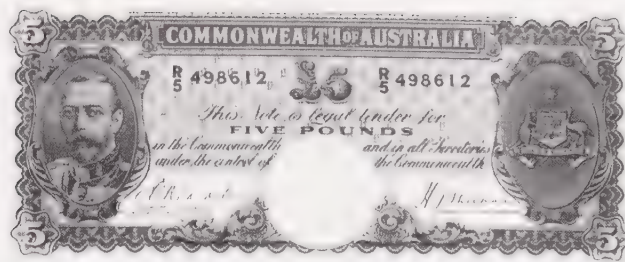 5 COMMONWEALTH OF AUSTRALIA 5
R/5 498612 £5 R/5 498612
This Note is Legal Tender for
FIVE POUNDS
in the Commonwealth and in all Territories
under the control of the Commonwealth
5 5